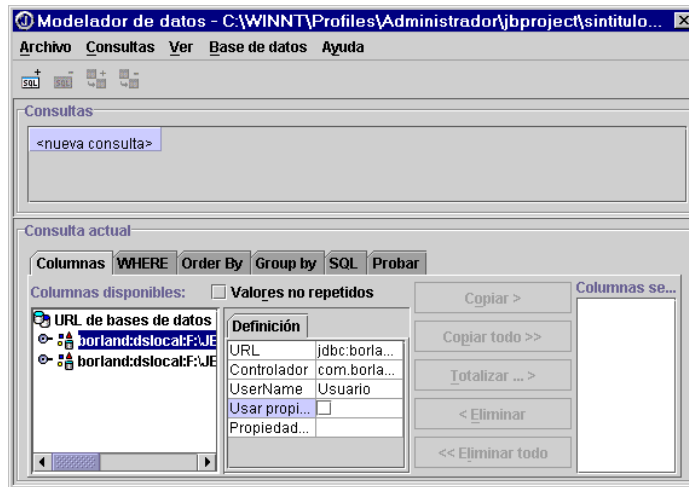 Modelador de datos - C:\WINNT\Profiles\Administrador\jbproject\sintitulo...
Archivo Consultas Ver Base de datos Ayuda
SQL SQL
Consultas
<nueva consulta>
Consulta actual
Columnas WHERE Order By Group by SQL Probar
Columnas disponibles: Valores no repetidos
URL de bases de datos
borland:dslocal:F:\JE
borland:dslocal:F:\JE
Definición
URL jdbc:borla...
Controlador com.borla...
UserName Usuario
Usar propi...
Propiedad...
Copiar >
Copiar todo >>
Totalizar ... >
< Eliminar
<< Eliminar todo
Columnas se...